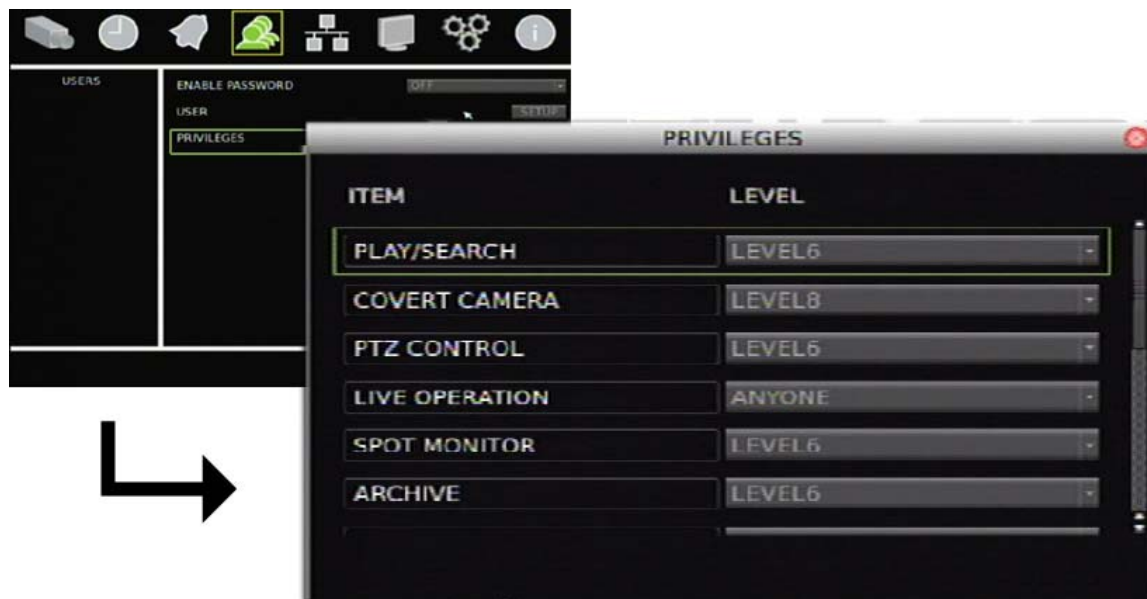 USERS
ENABLE PASSWORD OFF
USER SETUP
PRIVILEGES
PRIVILEGES
ITEM LEVEL
PLAY/SEARCH LEVEL6
COVERT CAMERA LEVEL8
PTZ CONTROL LEVEL6
LIVE OPERATION ANYONE
SPOT MONITOR LEVEL6
ARCHIVE LEVEL6